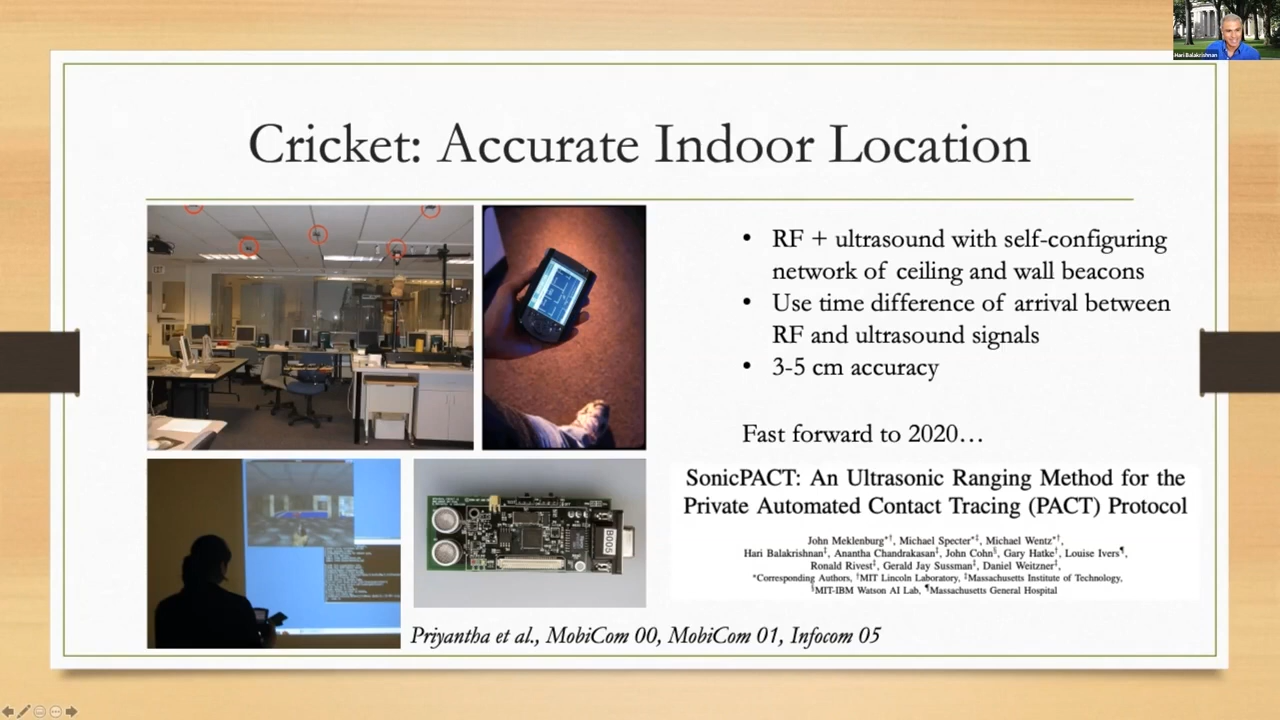 Hari Balakrishnan
Cricket: Accurate Indoor Location
• RF + ultrasound with self-configuring
network of ceiling and wall beacons
• Use time difference of arrival between
RF and ultrasound signals
• 3-5 cm accuracy
Fast forward to 2020…
SonicPACT: An Ultrasonic Ranging Method for the
Private Automated Contact Tracing (PACT) Protocol
John Meklenburg*†, Michael Specter*‡, Michael Wentz*†,
Hari Balakrishnan‡, Anantha Chandrakasan‡, John Cohn§, Gary Hatke†, Louise Ivers¶,
Ronald Rivest‡, Gerald Jay Sussman‡, Daniel Weitzner‡,
*Corresponding Authors, †MIT Lincoln Laboratory, ‡Massachusetts Institute of Technology,
§MIT-IBM Watson AI Lab, ¶Massachusetts General Hospital
B005
Priyantha et al., MobiCom 00, MobiCom 01, Infocom 05